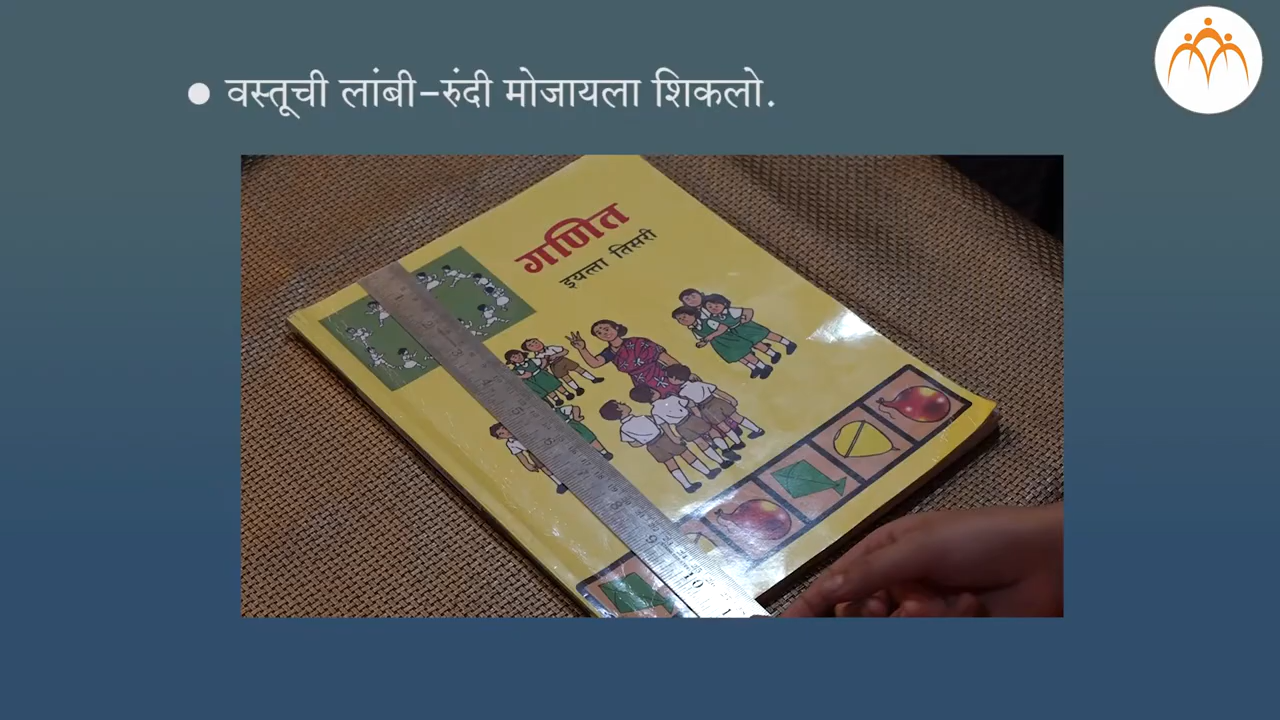 • वस्तूची लांबी-रुंदी मोजायला शिकलो.
गणित
इयत्ता तिसरी